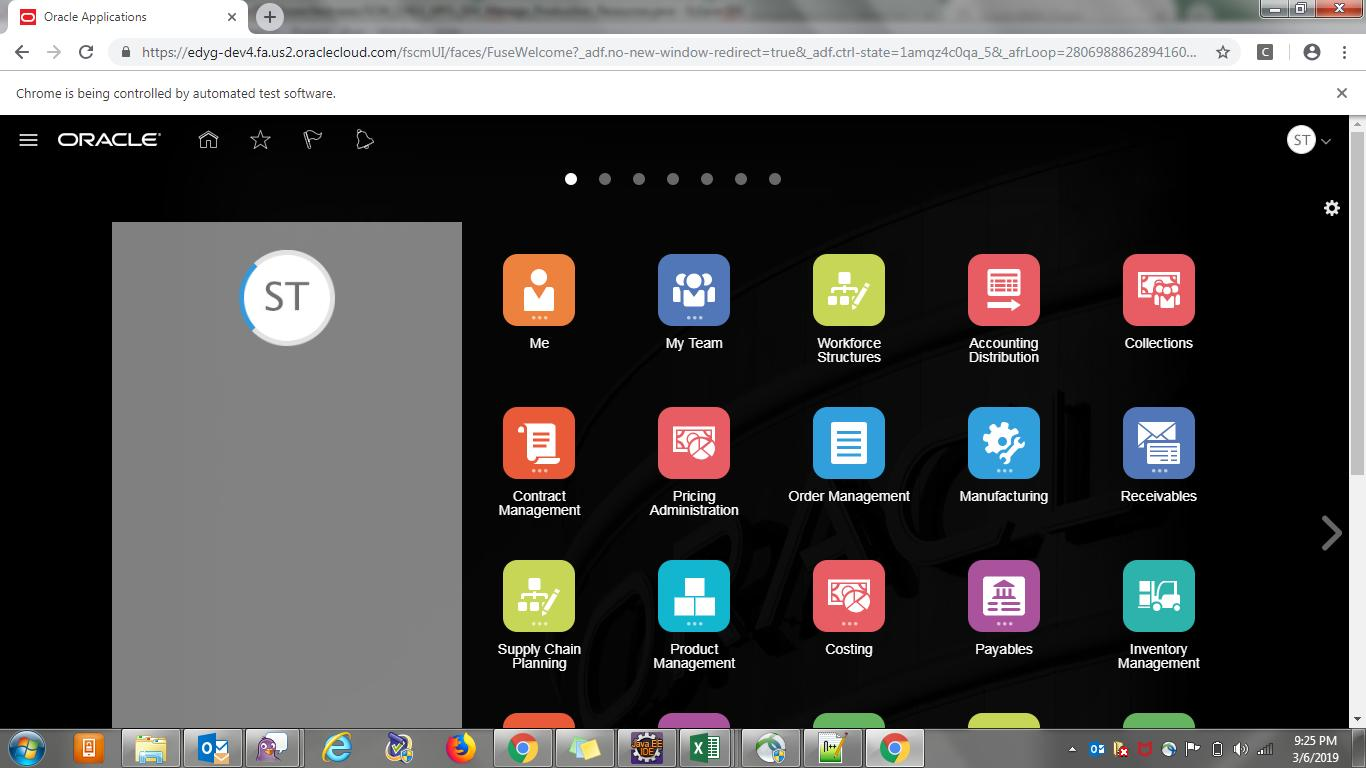 Oracle Applications
https://edyg-dev4.fa.us2.oraclecloud.com/fscmUI/faces/FuseWelcome?_adf.no-new-window-redirect=true&_adf.ctrl-state=1amqz4c0qa_5&_afrLoop=2806988862894160...
C
Chrome is being controlled by automated test software.
ORACLE
ST
ST
Me
My Team
Workforce
Structures
Accounting
Distribution
Collections
Contract
Management
Pricing
Administration
Order Management
Manufacturing
Receivables
Supply Chain
Planning
Product
Management
Costing
Payables
Inventory
Management
Java EE
IDE
9:25 PM
3/6/2019